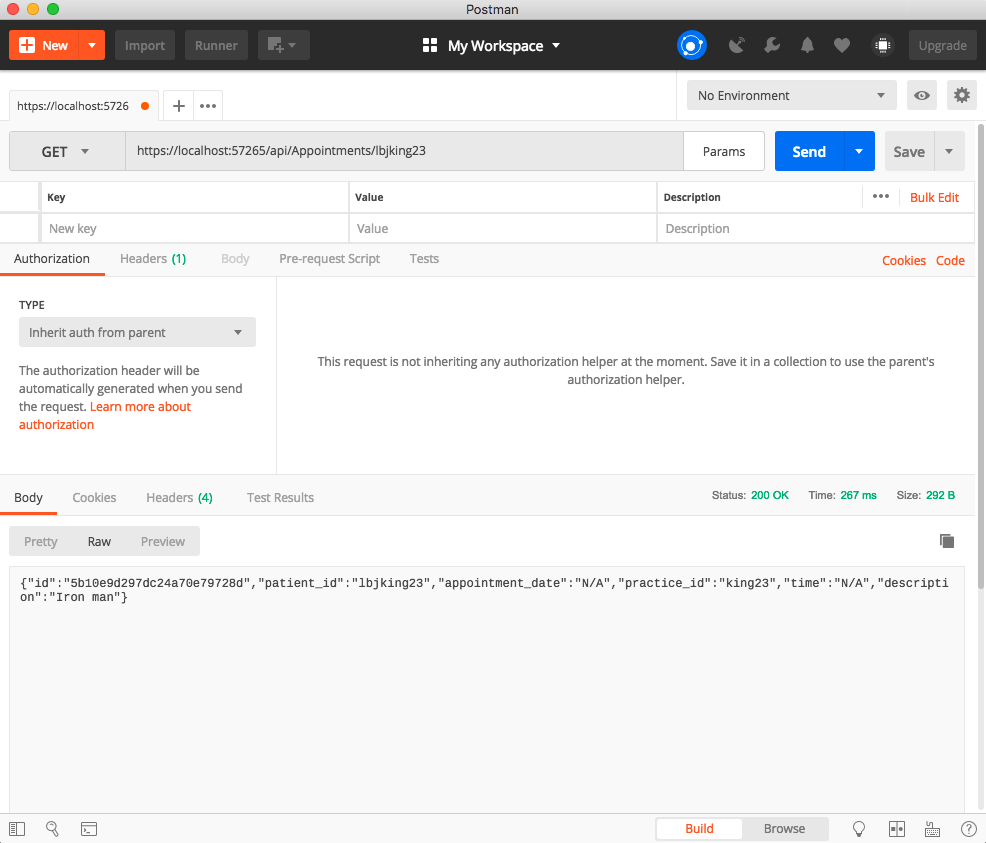 Postman
New
Import
Runner
My Workspace
Upgrade
https://localhost:5726
No Environment
GET
https://localhost:57265/api/Appointments/lbjking23
Params
Send
Save
Key
Value
Description
Bulk Edit
New key
Value
Description
Authorization
Headers (1)
Body
Pre-request Script
Tests
Cookies
Code
TYPE
Inherit auth from parent
The authorization header will be
automatically generated when you send
the request. Learn more about
authorization
This request is not inheriting any authorization helper at the moment. Save it in a collection to use the parent's
authorization helper.
Body
Cookies
Headers (4)
Test Results
Status: 200 OK
Time: 267 ms
Size: 292 B
Pretty
Raw
Preview
{"id":"5b10e9d297dc24a70e79728d","patient_id":"lbjking23","appointment_date":"N/A","practice_id":"king23","time":"N/A","descripti
on":"Iron man"}
Build
Browse